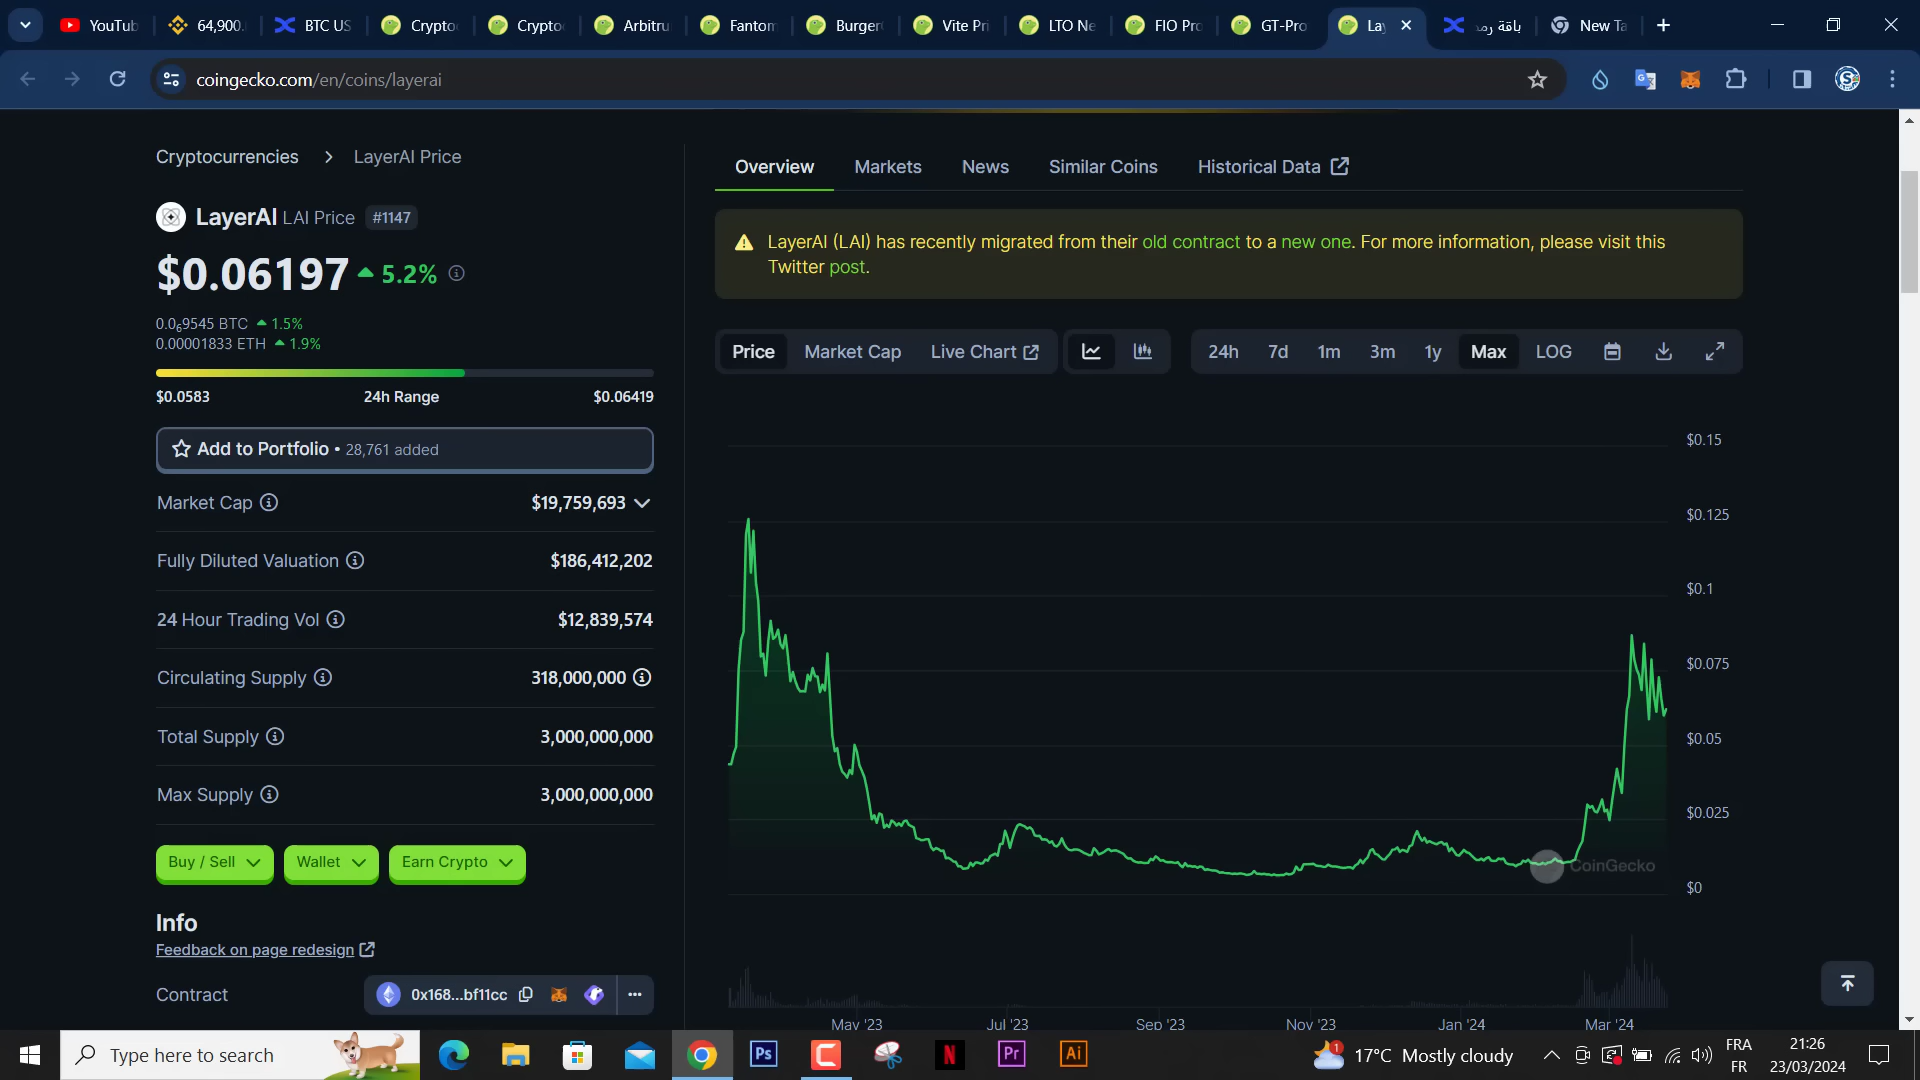 YouTub
64,900.
BTC US
Crypto
Crypto
Arbitru
Fantom
Burger
Vite Pri
LTO Ne
FIO Pro
GT-Pro
Lay
باقة رمد
New Ta
coingecko.com/en/coins/layerai
Cryptocurrencies > LayerAI Price
Overview Markets News Similar Coins Historical Data
LayerAI LAI Price #1147
LayerAI (LAI) has recently migrated from their old contract to a new one. For more information, please visit this
Twitter post.
$0.06197 5.2%
0.0₆9545 BTC 1.5%
0.00001833 ETH 1.9%
$0.0583 24h Range $0.06419
Price Market Cap Live Chart 24h 7d 1m 3m 1y Max LOG
Add to Portfolio • 28,761 added
Market Cap $19,759,693
Fully Diluted Valuation $186,412,202
24 Hour Trading Vol $12,839,574
Circulating Supply 318,000,000
Total Supply 3,000,000,000
Max Supply 3,000,000,000
Buy / Sell Wallet Earn Crypto
Info
Feedback on page redesign
Contract 0x168...bf11cc
$0.15
$0.125
$0.1
$0.075
$0.05
$0.025
$0
CoinGecko
May '23 Jul '23 Sep '23 Nov '23 Jan '24 Mar '24
Type here to search
Ps
N
Pr
Ai
1
17°C Mostly cloudy
FRA
FR
21:26
23/03/2024